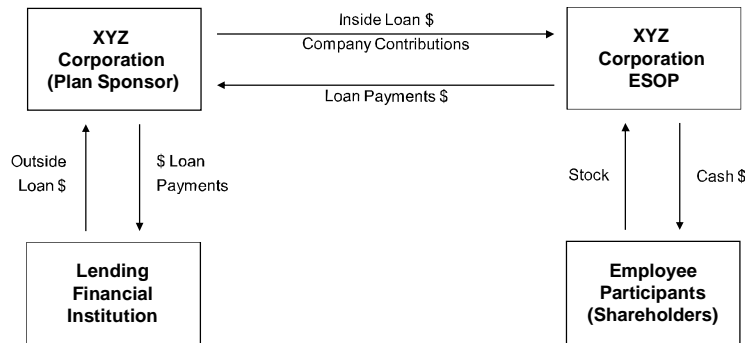 XYZ
Corporation
(Plan Sponsor)
Inside Loan $
Company Contributions
Loan Payments $
XYZ
Corporation
ESOP
Outside
Loan $
$ Loan
Payments
Stock
Cash $
Lending
Financial
Institution
Employee
Participants
(Shareholders)